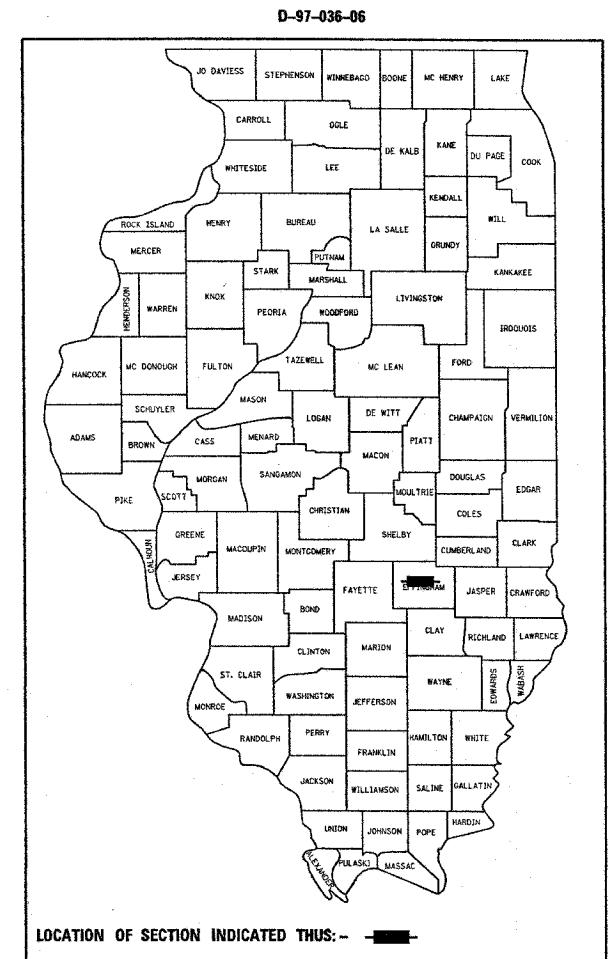 D-97-036-06
JO DAVIESS STEPHENSON WINNEBAGO BOONE MC HENRY LAKE
CARROLL OGLE
DE KALB KANE DU PAGE COOK
WHITESIDE LEE
KENDALL WILL
ROCK ISLAND HENRY BUREAU LA SALLE
MERCER GRUNDY
PUTNAM
STARK MARSHALL KANKAKEE
HENDERSON WARREN KNOX PEORIA WOODFORD LIVINGSTON IROQUOIS
HANCOCK MC DONOUGH FULTON TAZEWELL MC LEAN FORD
MASON
SCHUYLER LOGAN DE WITT CHAMPAIGN VERMILION
ADAMS BROWN CASS MENARD MACON PIATT
MORGAN SANGAMON DOUGLAS EDGAR
PIKE SCOTT CHRISTIAN MOULTRIE
COLES
GREENE SHELBY
CALHOUN MACOUPIN MONTGOMERY CUMBERLAND CLARK
JERSEY FAYETTE EFFINGHAM JASPER CRAWFORD
MADISON BOND
CLAY RICHLAND LAWRENCE
CLINTON MARION
ST. CLAIR WAYNE EDWARDS WABASH
WASHINGTON JEFFERSON
MONROE
RANDOLPH PERRY HAMILTON WHITE
FRANKLIN
JACKSON WILLIAMSON SALINE GALLATIN
UNION JOHNSON POPE HARDIN
ALEXANDER PULASKI MASSAC
LOCATION OF SECTION INDICATED THUS:-